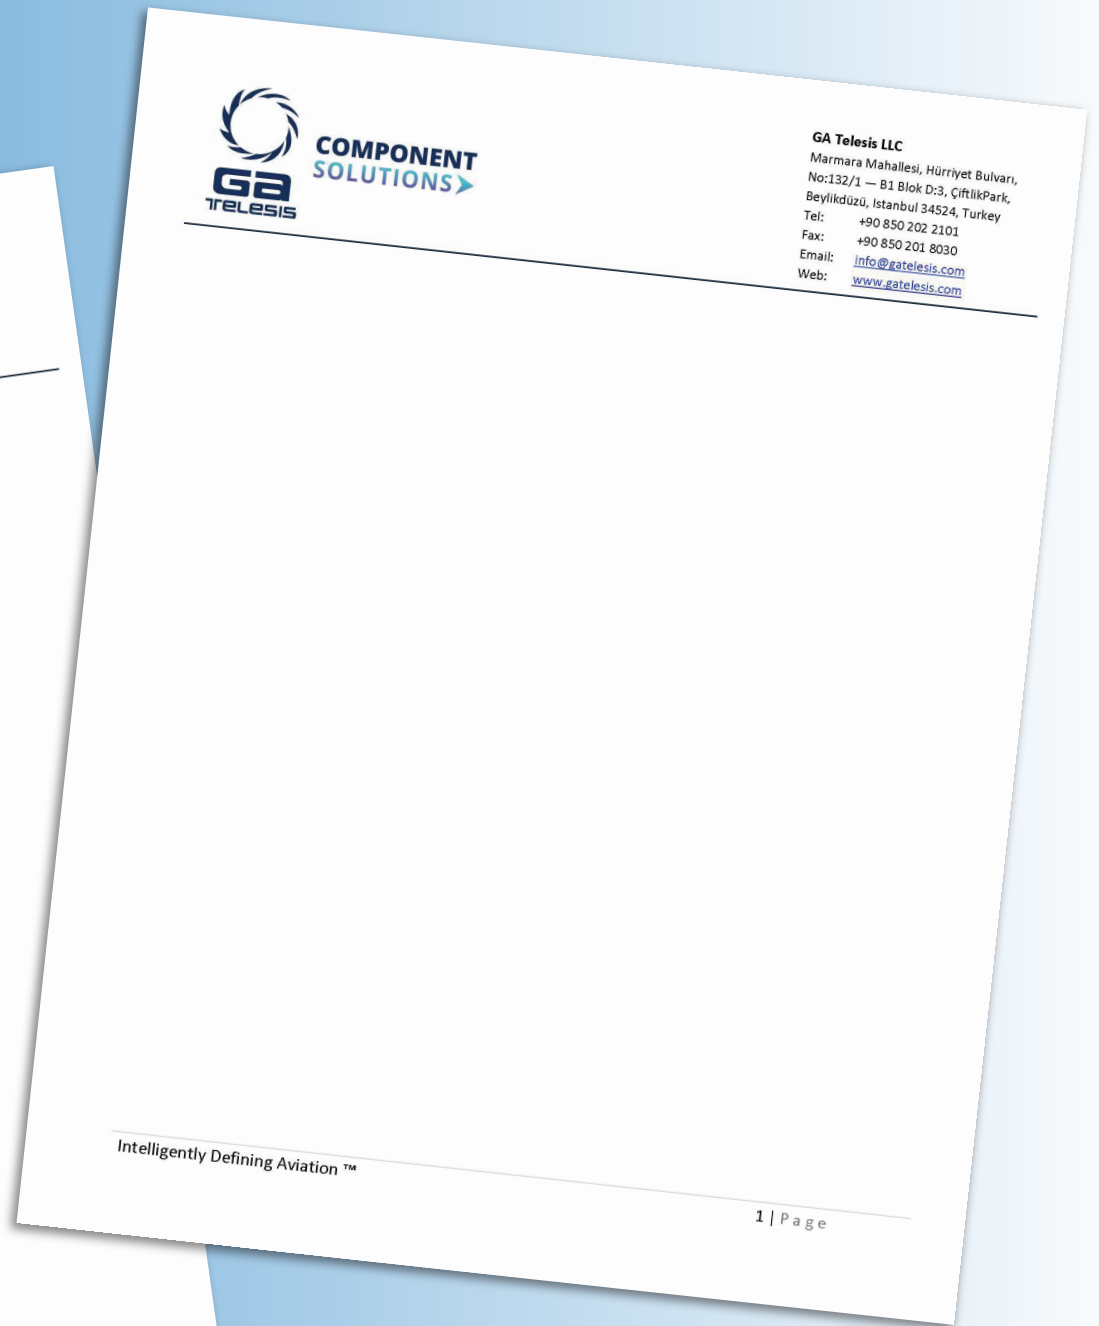 GA
TELESIS
COMPONENT
SOLUTIONS
GA Telesis LLC
Marmara Mahallesi, Hürriyet Bulvarı,
No:132/1 — B1 Blok D:3, ÇiftlikPark,
Beylikdüzü, Istanbul 34524, Turkey
Tel: +90 850 202 2101
Fax: +90 850 201 8030
Email: info@gatelesis.com
Web: www.gatelesis.com
Intelligently Defining Aviation ™
1 | Page